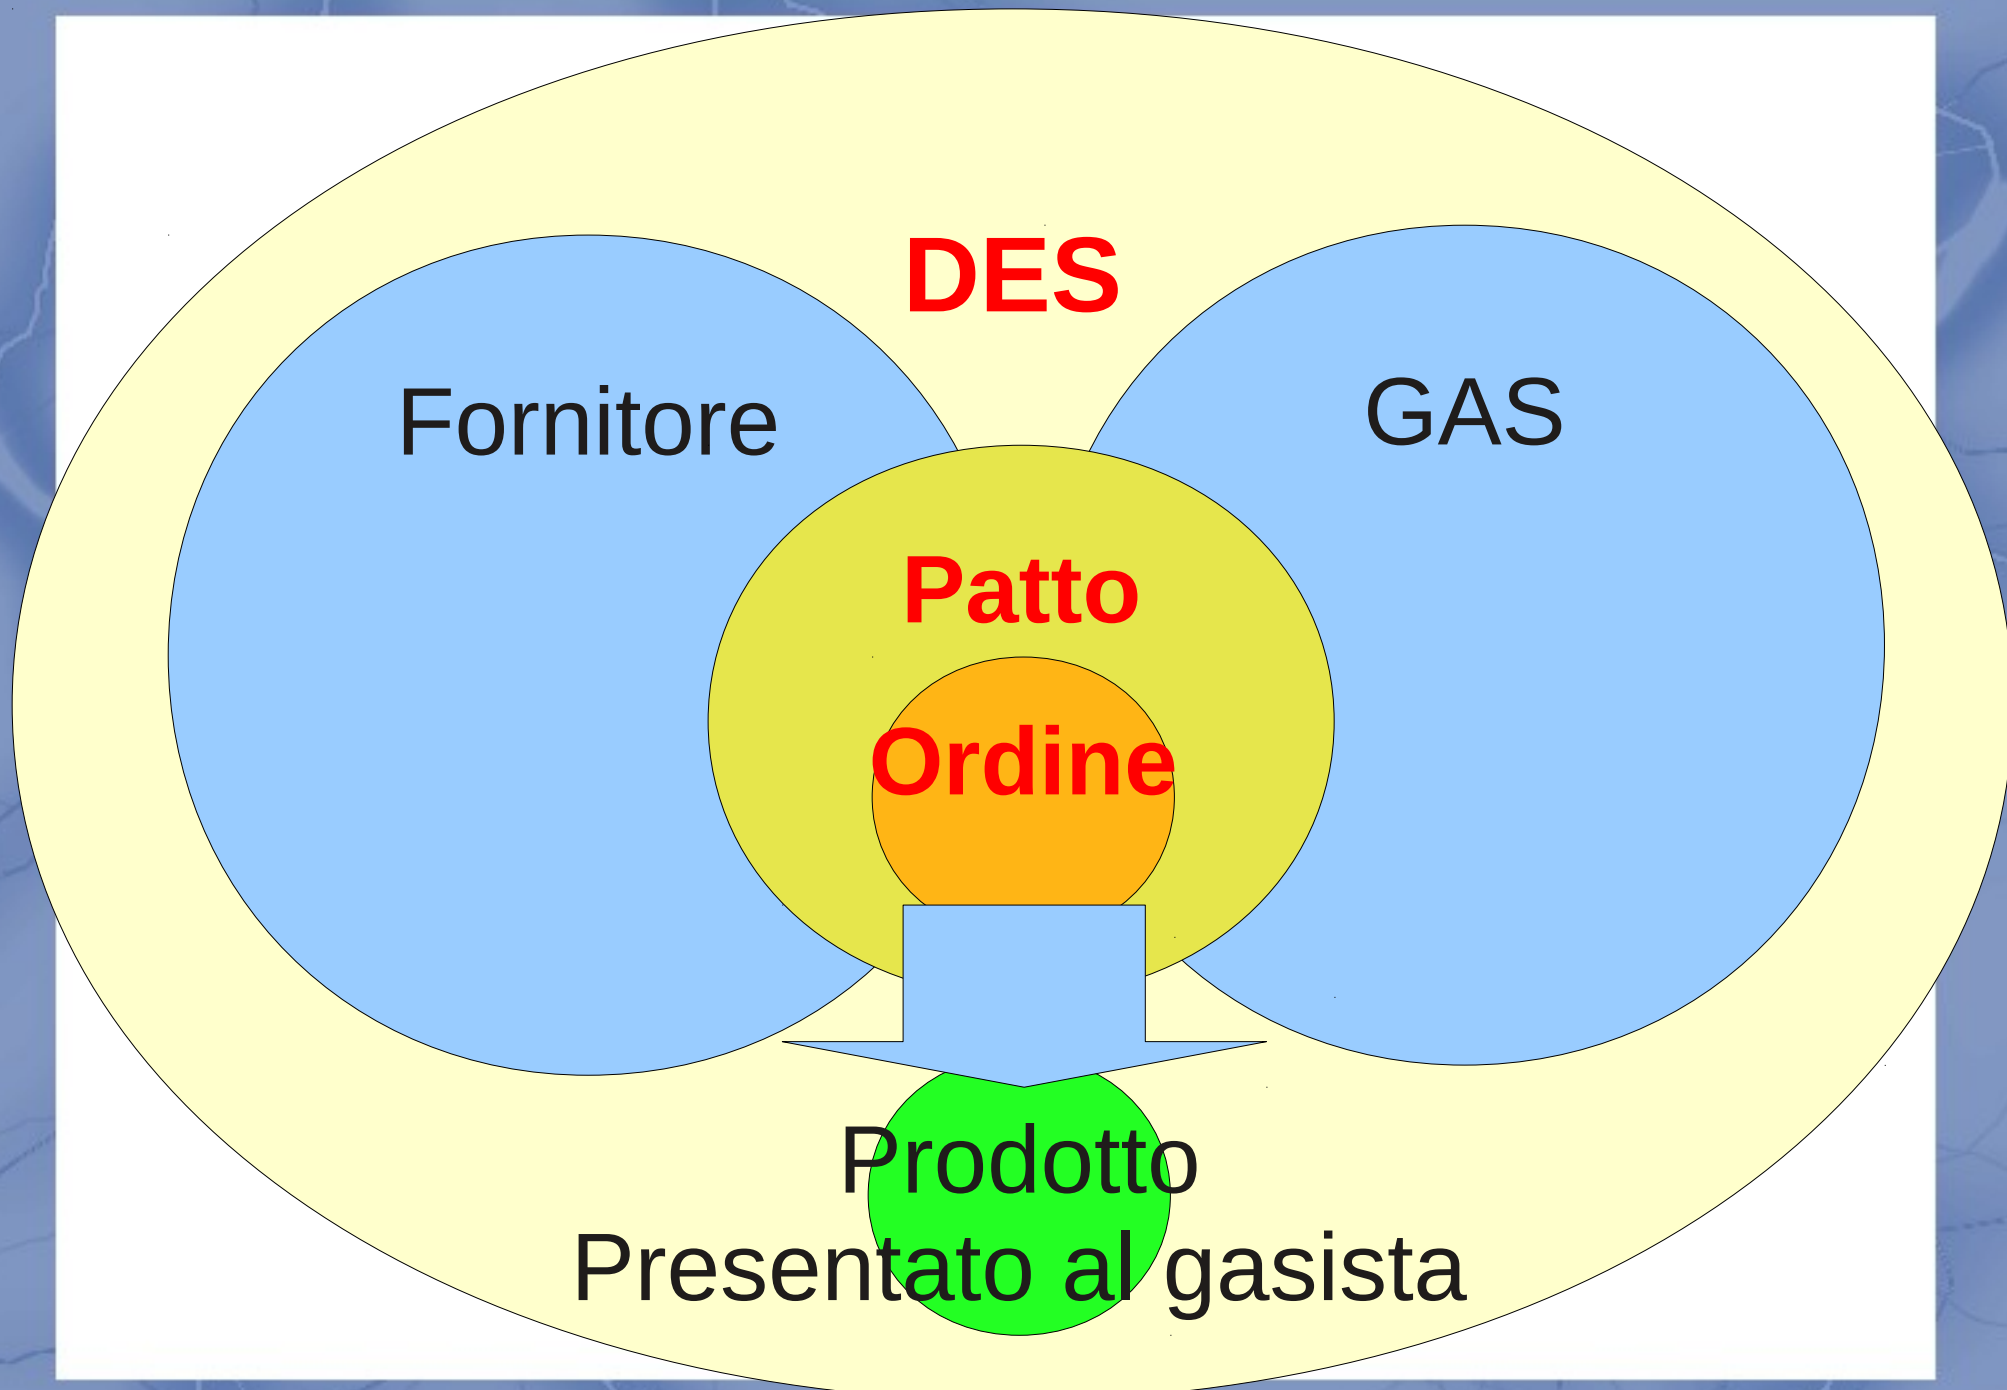 DES
Fornitore
GAS
Patto
Ordine
Prodotto
Presentato al gasista